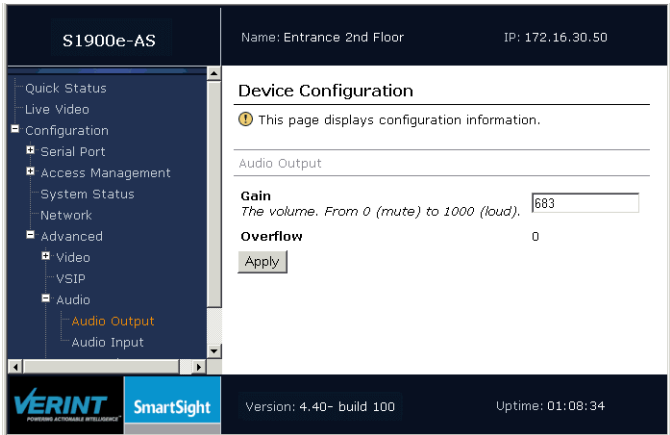 S1900e-AS
Name: Entrance 2nd Floor
IP: 172.16.30.50
Quick Status
Live Video
Configuration
Serial Port
Access Management
System Status
Network
Advanced
Video
VSIP
Audio
Audio Output
Audio Input
Device Configuration
This page displays configuration information.
Audio Output
Gain
The volume. From 0 (mute) to 1000 (loud).
683
Overflow
0
Apply
VERINT
POWERING ACTIONABLE INTELLIGENCE
SmartSight
Version: 4.40- build 100
Uptime: 01:08:34